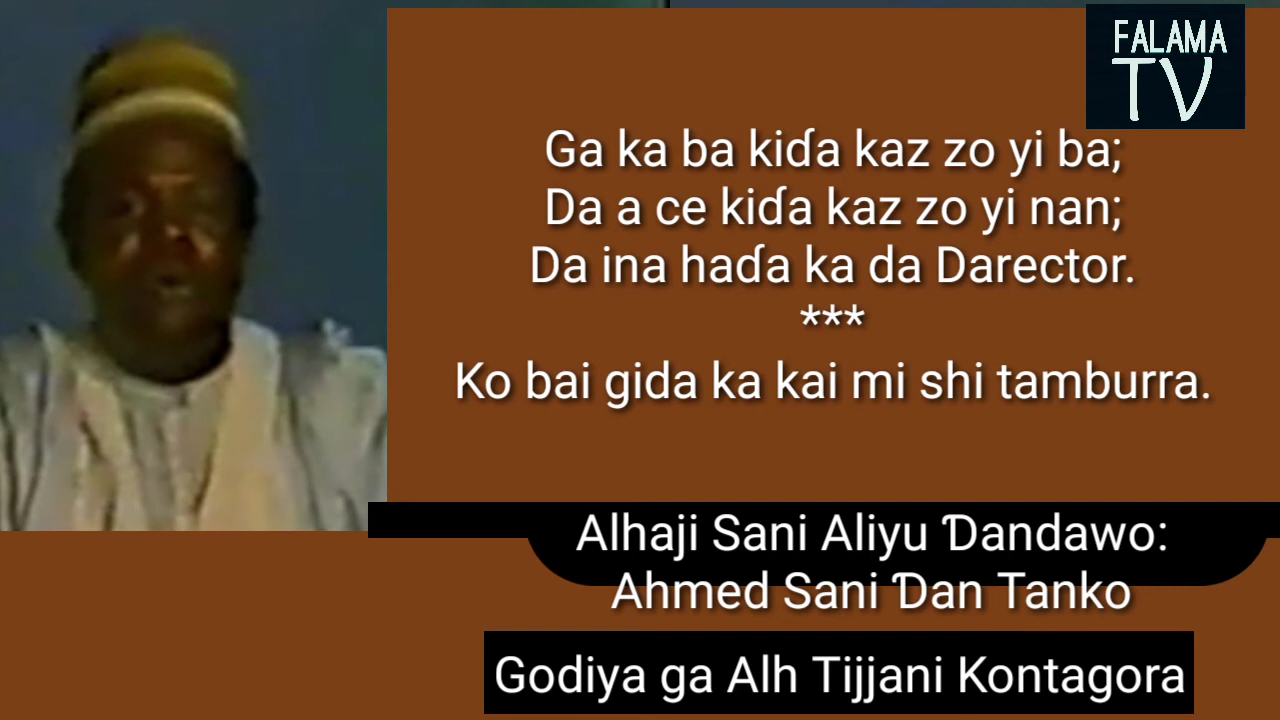 FALAMA
TV
Ga ka ba kiɗa kaz zo yi ba;
Da a ce kiɗa kaz zo yi nan;
Da ina haɗa ka da Darector.
***
Ko bai gida ka kai mi shi tamburra.
Alhaji Sani Aliyu Ɗandawo:
Ahmed Sani Ɗan Tanko
Godiya ga Alh Tijjani Kontagora